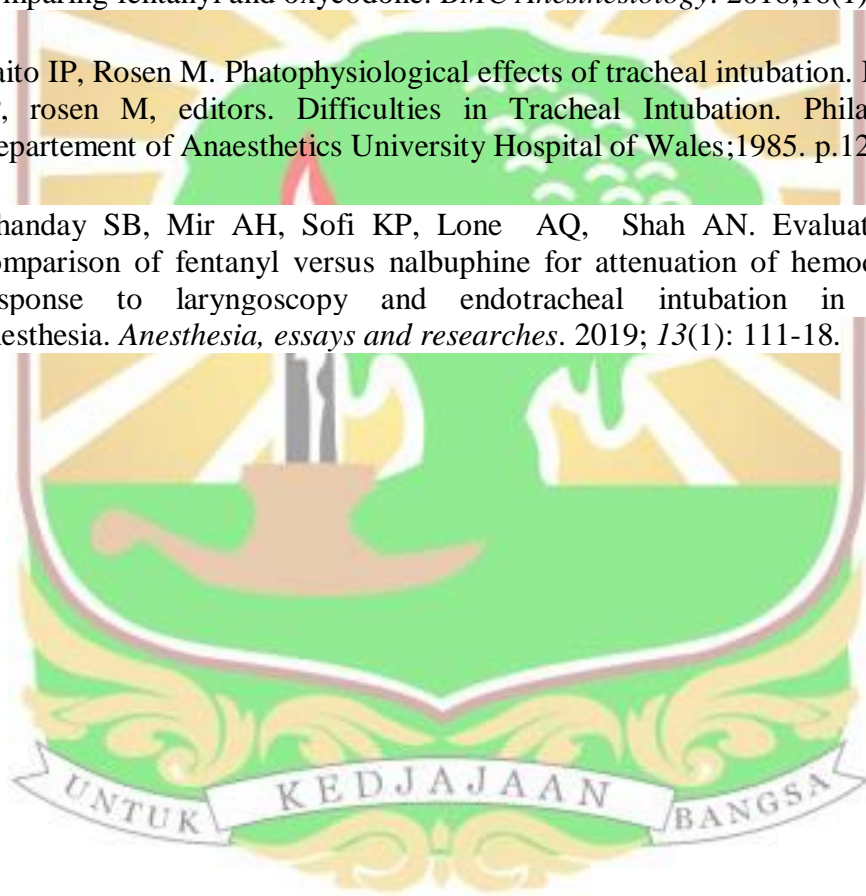 mparing fentanyl and oxycodone. BMC Anesthesiology. 2016;16(1)
aito IP, Rosen M. Phatophysiological effects of tracheal intubation.
, rosen M, editors. Difficulties in Tracheal Intubation. Phila
epartement of Anaesthetics University Hospital of Wales;1985. p.12
handay SB, Mir AH, Sofi KP, Lone AQ, Shah AN. Evaluat
omparison of fentanyl versus nalbuphine for attenuation of hemo
sponse to laryngoscopy and endotracheal intubation in
esthesia. Anesthesia, essays and researches. 2019; 13(1): 111-18.
UNTUK KEDJAJAAN BANGSA